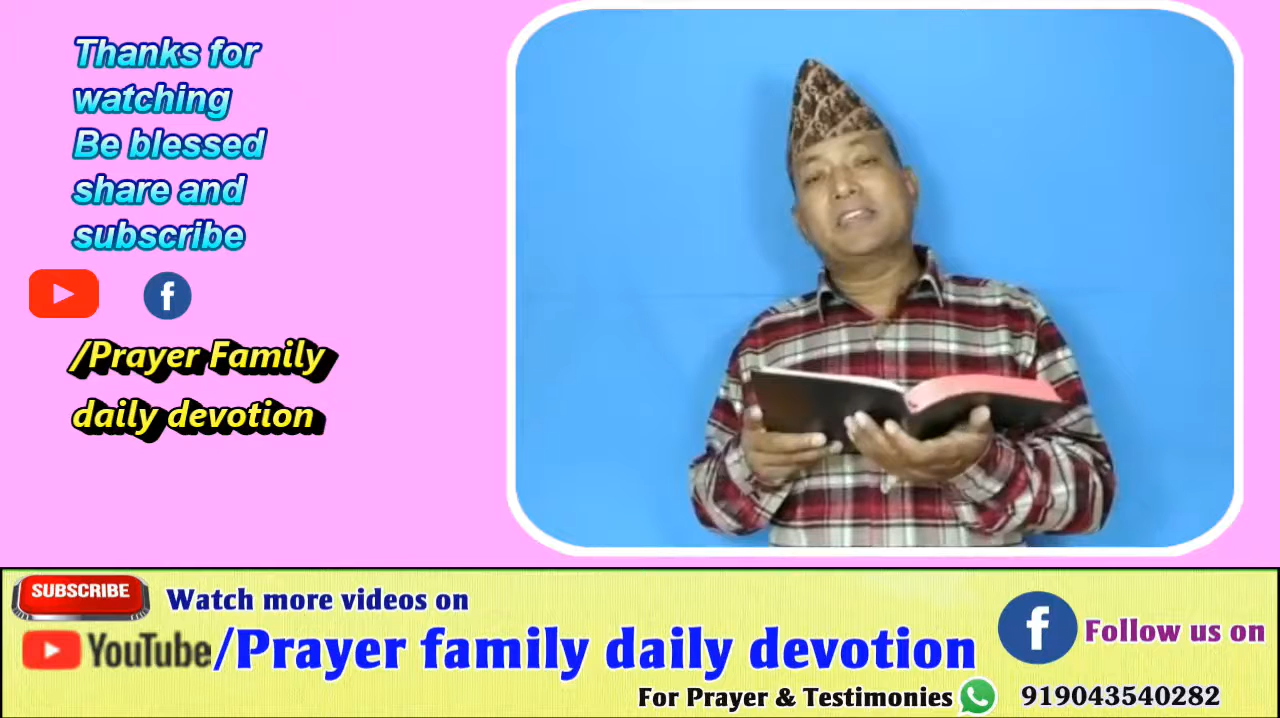 Thanks for
watching
Be blessed
share and
subscribe
f
/Prayer Family
daily devotion
SUBSCRIBE
Watch more videos on
YouTube/Prayer family daily devotion
f Follow us on
For Prayer & Testimonies 919043540282